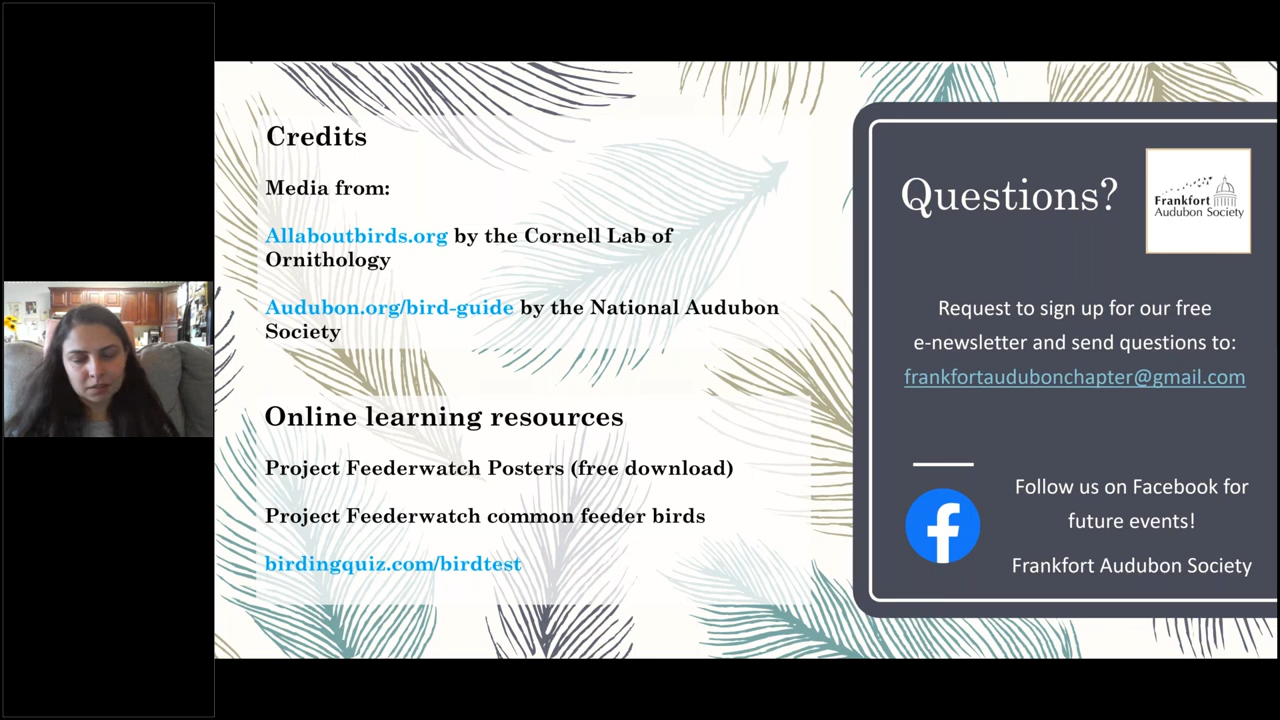 Credits
Media from:
Allaboutbirds.org by the Cornell Lab of
Ornithology
Audubon.org/bird-guide by the National Audubon
Society
Online learning resources
Project Feederwatch Posters (free download)
Project Feederwatch common feeder birds
birdingquiz.com/birdtest
Questions?
Frankfort
Audubon Society
Request to sign up for our free
e-newsletter and send questions to:
frankfortaudubonchapter@gmail.com
Follow us on Facebook for
future events!
Frankfort Audubon Society